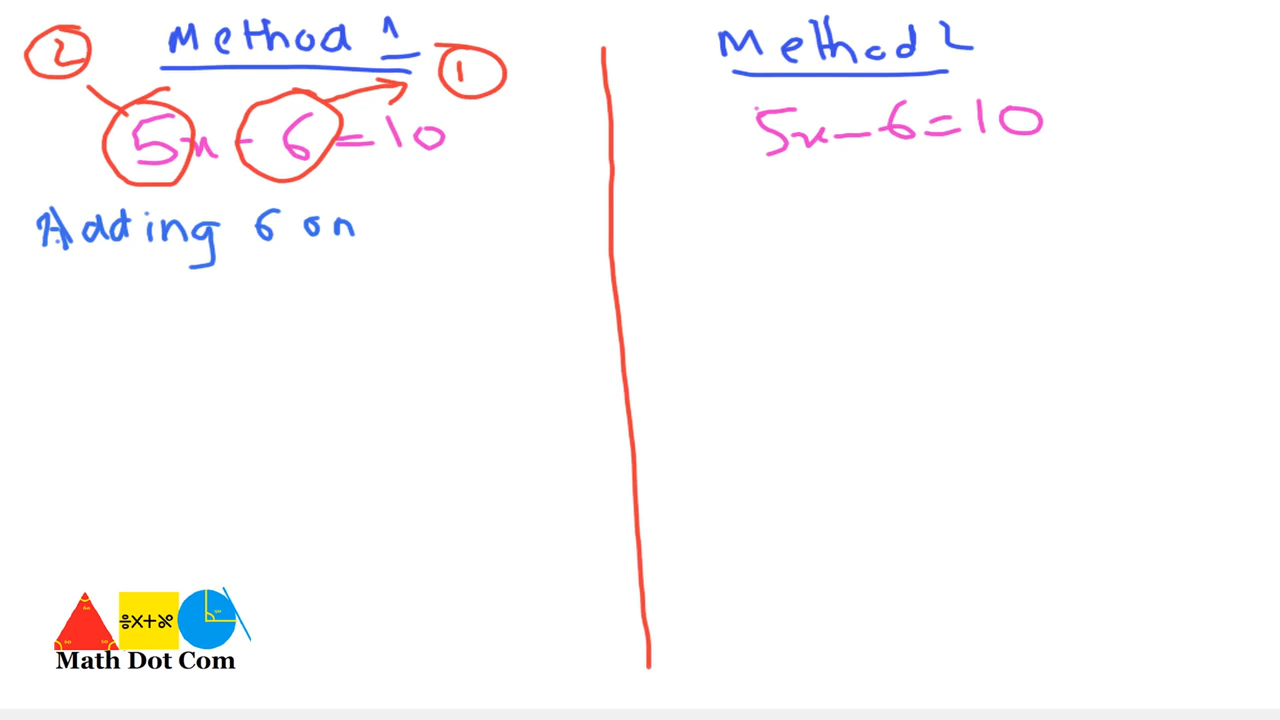 ② Method 1 ①
5x - 6 = 10
Adding 6 on
Method 2
5x - 6 = 10
÷x+%
Math Dot Com